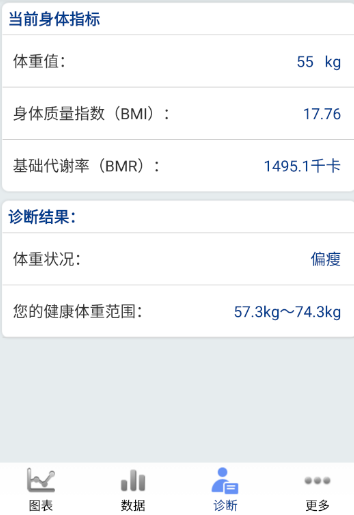 当前身体指标
体重值： 55 kg
身体质量指数（BMI）： 17.76
基础代谢率（BMR）： 1495.1千卡
诊断结果：
体重状况： 偏瘦
您的健康体重范围： 57.3kg～74.3kg
图表 数据 诊断 更多